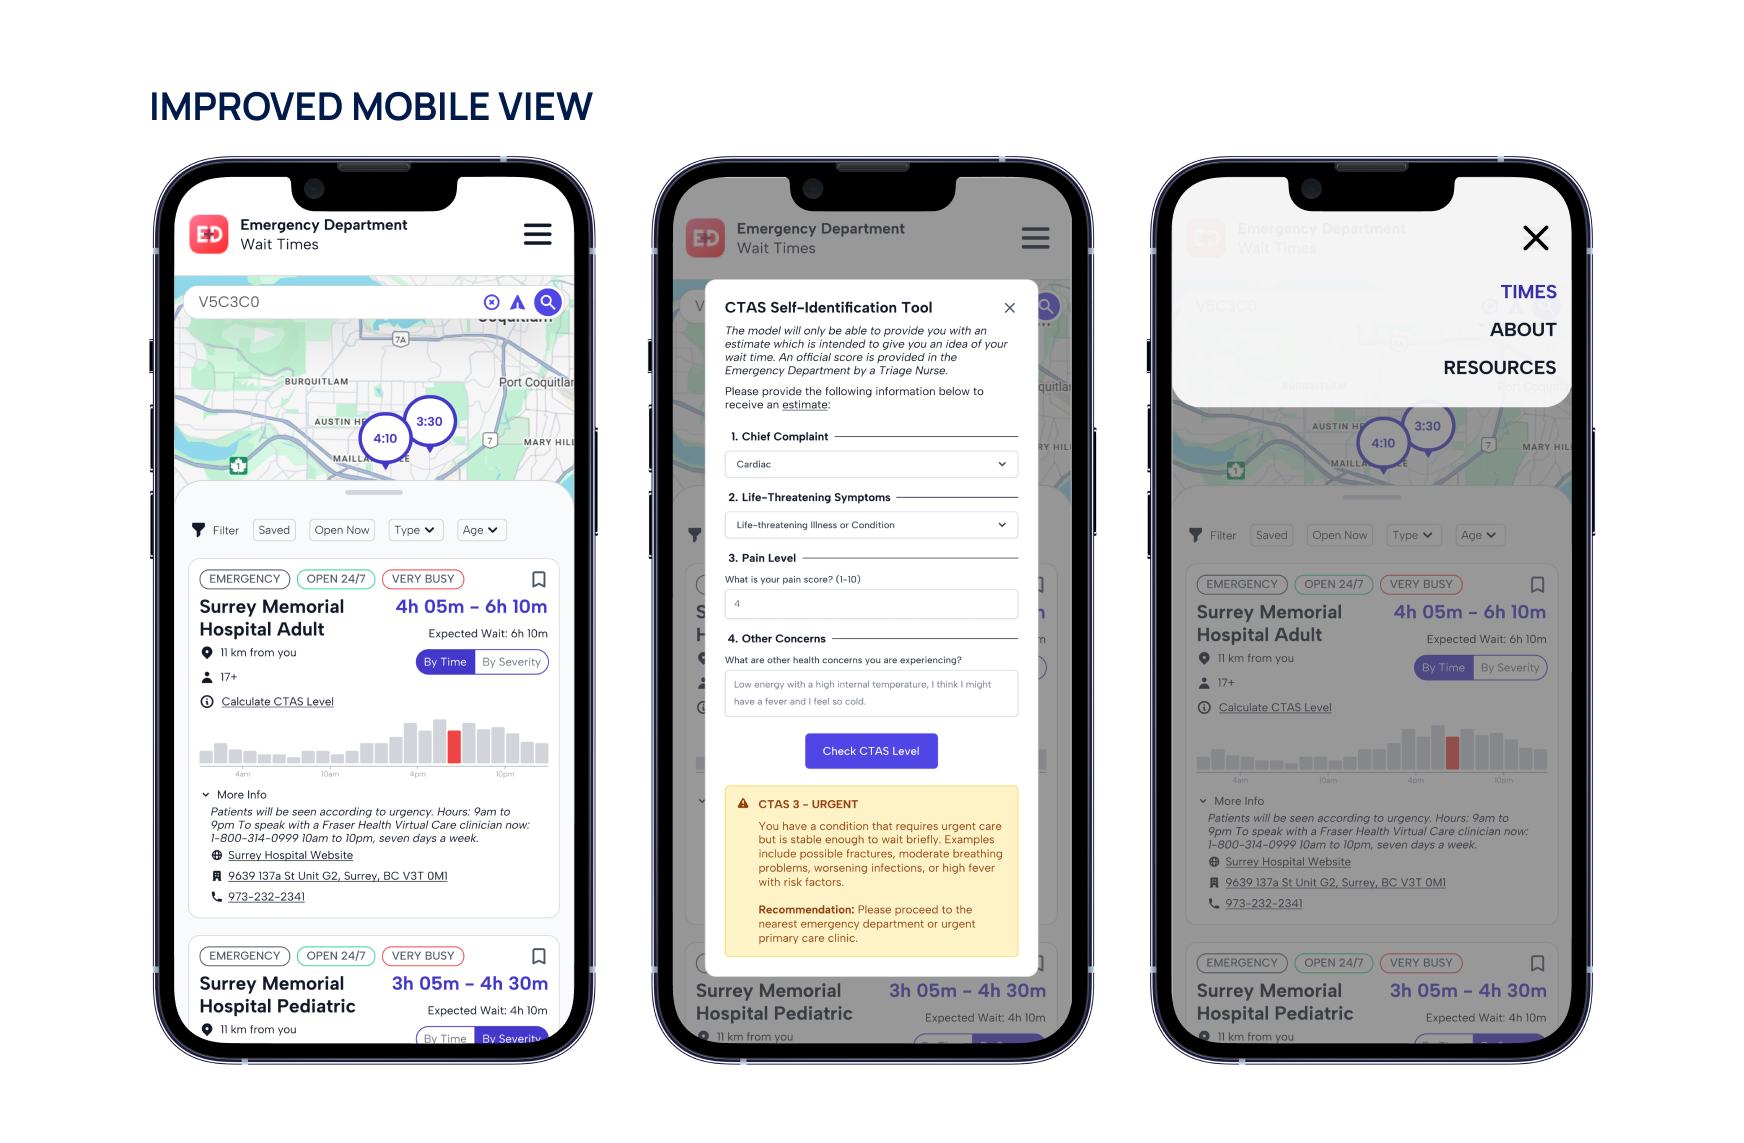 IMPROVED MOBILE VIEW
ED
Emergency Department
Wait Times
V5C3C0
Coquitlam
7A
BURQUITLAM
Port Coquitlam
AUSTIN HE
3:30
4:10
7
MARY HILL
MAILLA
1
Filter
Saved
Open Now
Type
Age
EMERGENCY
OPEN 24/7
VERY BUSY
Surrey Memorial
Hospital Adult
4h 05m - 6h 10m
Expected Wait: 6h 10m
11 km from you
By Time
By Severity
17+
Calculate CTAS Level
4am
10am
4pm
10pm
More Info
Patients will be seen according to urgency. Hours: 9am to
9pm To speak with a Fraser Health Virtual Care clinician now:
1-800-314-0999 10am to 10pm, seven days a week.
Surrey Hospital Website
9639 137a St Unit G2, Surrey, BC V3T 0M1
973-232-2341
EMERGENCY
OPEN 24/7
VERY BUSY
Surrey Memorial
Hospital Pediatric
3h 05m - 4h 30m
Expected Wait: 4h 10m
11 km from you
By Time
By Severity
ED
Emergency Department
Wait Times
CTAS Self-Identification Tool
The model will only be able to provide you with an
estimate which is intended to give you an idea of your
wait time. An official score is provided in the
Emergency Department by a Triage Nurse.
Please provide the following information below to
receive an estimate:
1. Chief Complaint
Cardiac
2. Life-Threatening Symptoms
Life-threatening Illness or Condition
3. Pain Level
What is your pain score? (1-10)
4
4. Other Concerns
What are other health concerns you are experiencing?
Low energy with a high internal temperature, I think I might
have a fever and I feel so cold.
Check CTAS Level
CTAS 3 - URGENT
You have a condition that requires urgent care
but is stable enough to wait briefly. Examples
include possible fractures, moderate breathing
problems, worsening infections, or high fever
with risk factors.
Recommendation: Please proceed to the
nearest emergency department or urgent
primary care clinic.
Surrey Memorial
Hospital Pediatric
3h 05m - 4h 30m
Expected Wait: 4h 10m
11 km from you
ED
Emergency Department
Wait Times
TIMES
V5C3C0
ABOUT
RESOURCES
BURQUITLAM
Port Coquitlam
AUSTIN HE
3:30
4:10
7
MARY HILL
MAILLA
LE
1
Filter
Saved
Open Now
Type
Age
EMERGENCY
OPEN 24/7
VERY BUSY
Surrey Memorial
Hospital Adult
4h 05m - 6h 10m
Expected Wait: 6h 10m
11 km from you
By Time
By Severity
17+
Calculate CTAS Level
4am
10am
4pm
10pm
More Info
Patients will be seen according to urgency. Hours: 9am to
9pm To speak with a Fraser Health Virtual Care clinician now:
1-800-314-0999 10am to 10pm, seven days a week.
Surrey Hospital Website
9639 137a St Unit G2, Surrey, BC V3T 0M1
973-232-2341
EMERGENCY
OPEN 24/7
VERY BUSY
Surrey Memorial
Hospital Pediatric
3h 05m - 4h 30m
Expected Wait: 4h 10m
11 km from you